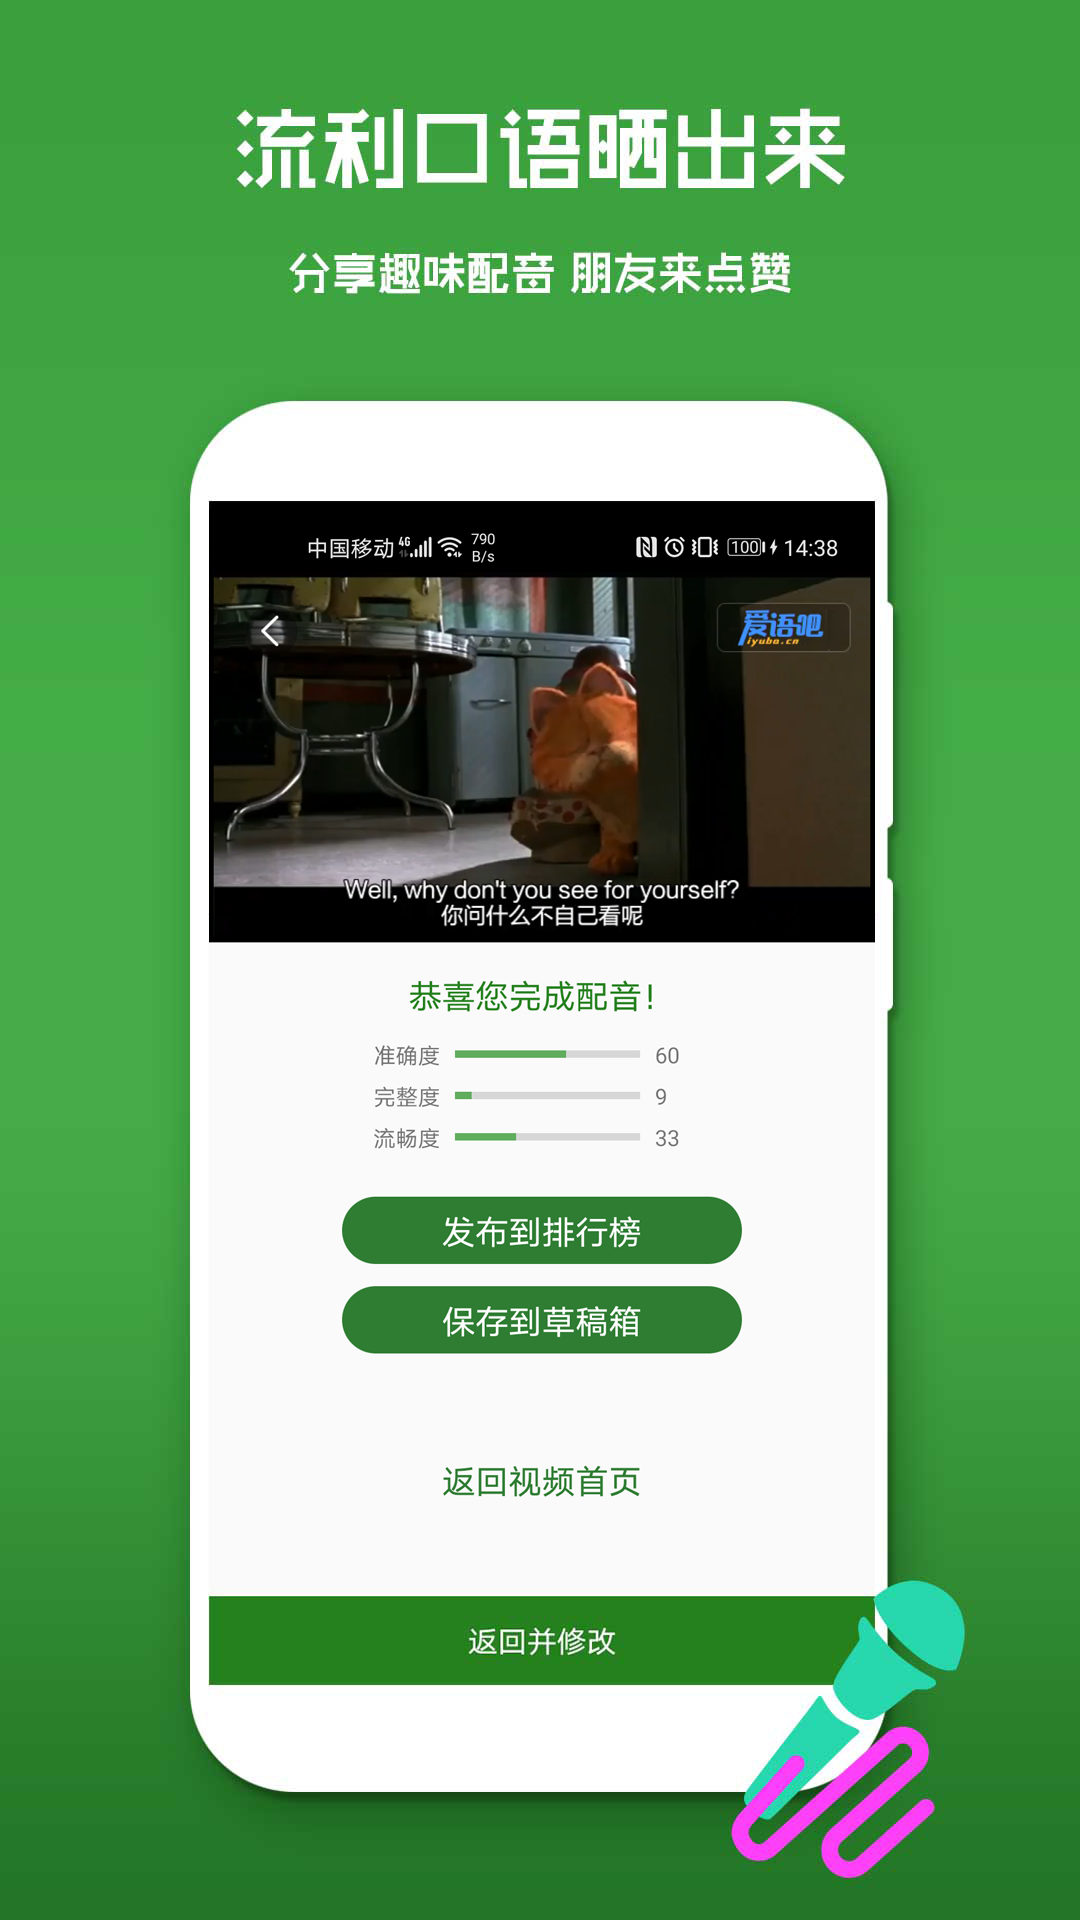 流利口语晒出来
分享趣味配音 朋友来点赞
中国移动 4G 790 B/s 100 14:38
爱语吧
iyuba.cn
Well, why don't you see for yourself?
你问什么不自己看呢
恭喜您完成配音!
准确度 60
完整度 9
流畅度 33
发布到排行榜
保存到草稿箱
返回视频首页
返回并修改